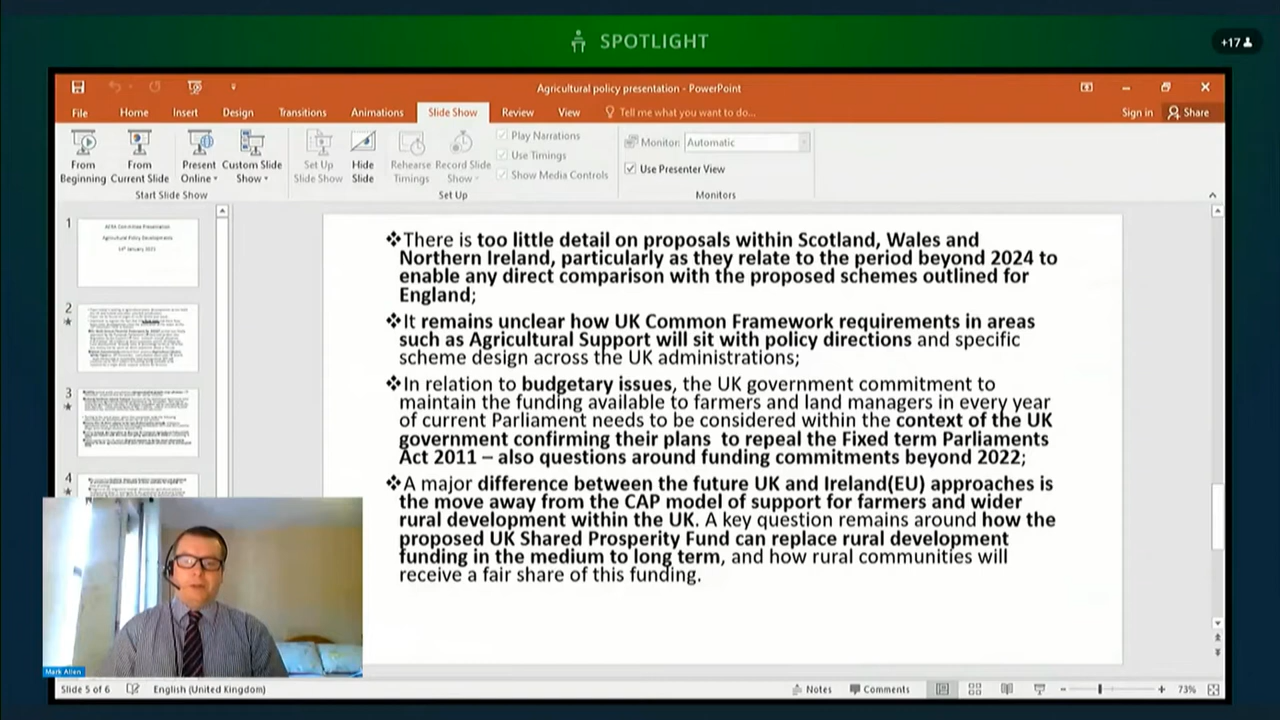 SPOTLIGHT
+17
Agricultural policy presentation - PowerPoint
File Home Insert Design Transitions Animations Slide Show Review View Tell me what you want to do...
Sign in Share
From Beginning
From Current Slide
Present Online
Custom Slide Show
Set Up Slide Show
Hide Slide
Rehearse Timings
Record Slide Show
Play Narrations
Use Timings
Show Media Controls
Monitor: Automatic
Use Presenter View
Start Slide Show
Set Up
Monitors
1
AERA Committee Presentation
Agricultural Policy Developments
14th January 2021
2
3
4
❖There is too little detail on proposals within Scotland, Wales and
Northern Ireland, particularly as they relate to the period beyond 2024 to
enable any direct comparison with the proposed schemes outlined for
England;
❖It remains unclear how UK Common Framework requirements in areas
such as Agricultural Support will sit with policy directions and specific
scheme design across the UK administrations;
❖In relation to budgetary issues, the UK government commitment to
maintain the funding available to farmers and land managers in every year
of current Parliament needs to be considered within the context of the UK
government confirming their plans to repeal the Fixed term Parliaments
Act 2011 – also questions around funding commitments beyond 2022;
❖A major difference between the future UK and Ireland(EU) approaches is
the move away from the CAP model of support for farmers and wider
rural development within the UK. A key question remains around how the
proposed UK Shared Prosperity Fund can replace rural development
funding in the medium to long term, and how rural communities will
receive a fair share of this funding.
Mark Allen
Slide 5 of 6 English (United Kingdom) Notes Comments 73%